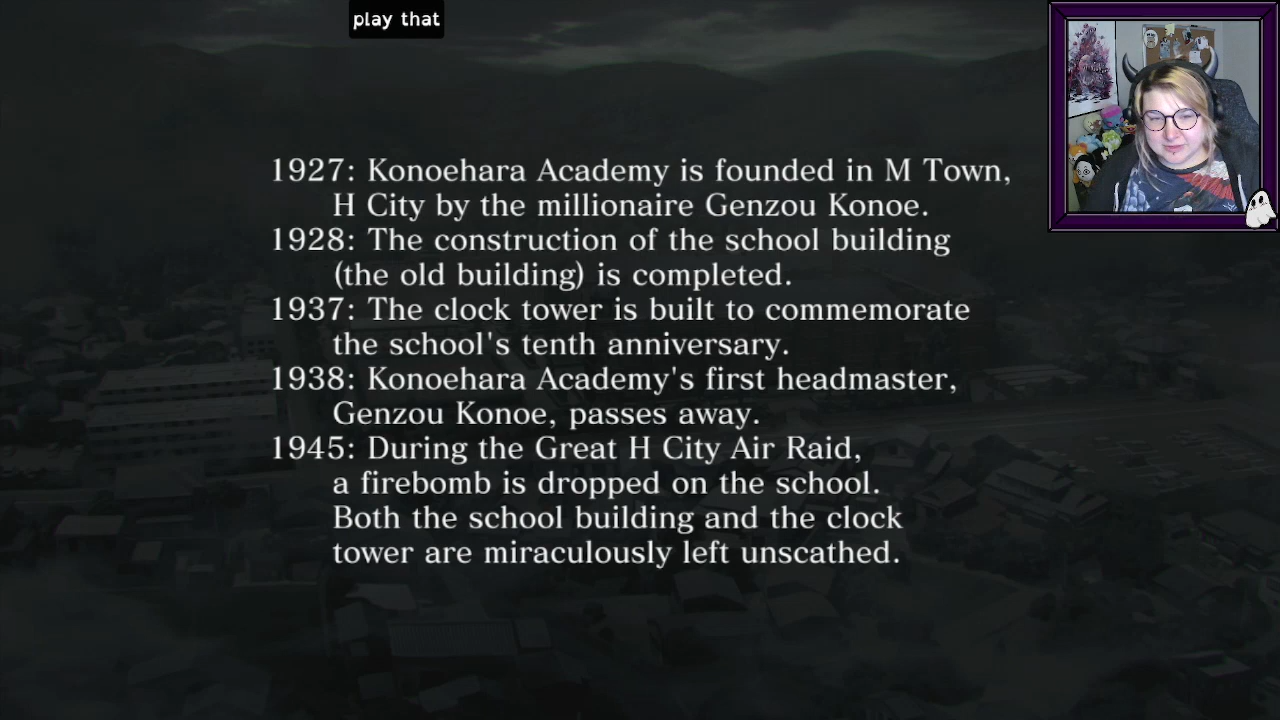 play that
1927: Konoehara Academy is founded in M Town,
H City by the millionaire Genzou Konoe.
1928: The construction of the school building
(the old building) is completed.
1937: The clock tower is built to commemorate
the school's tenth anniversary.
1938: Konoehara Academy's first headmaster,
Genzou Konoe, passes away.
1945: During the Great H City Air Raid,
a firebomb is dropped on the school.
Both the school building and the clock
tower are miraculously left unscathed.